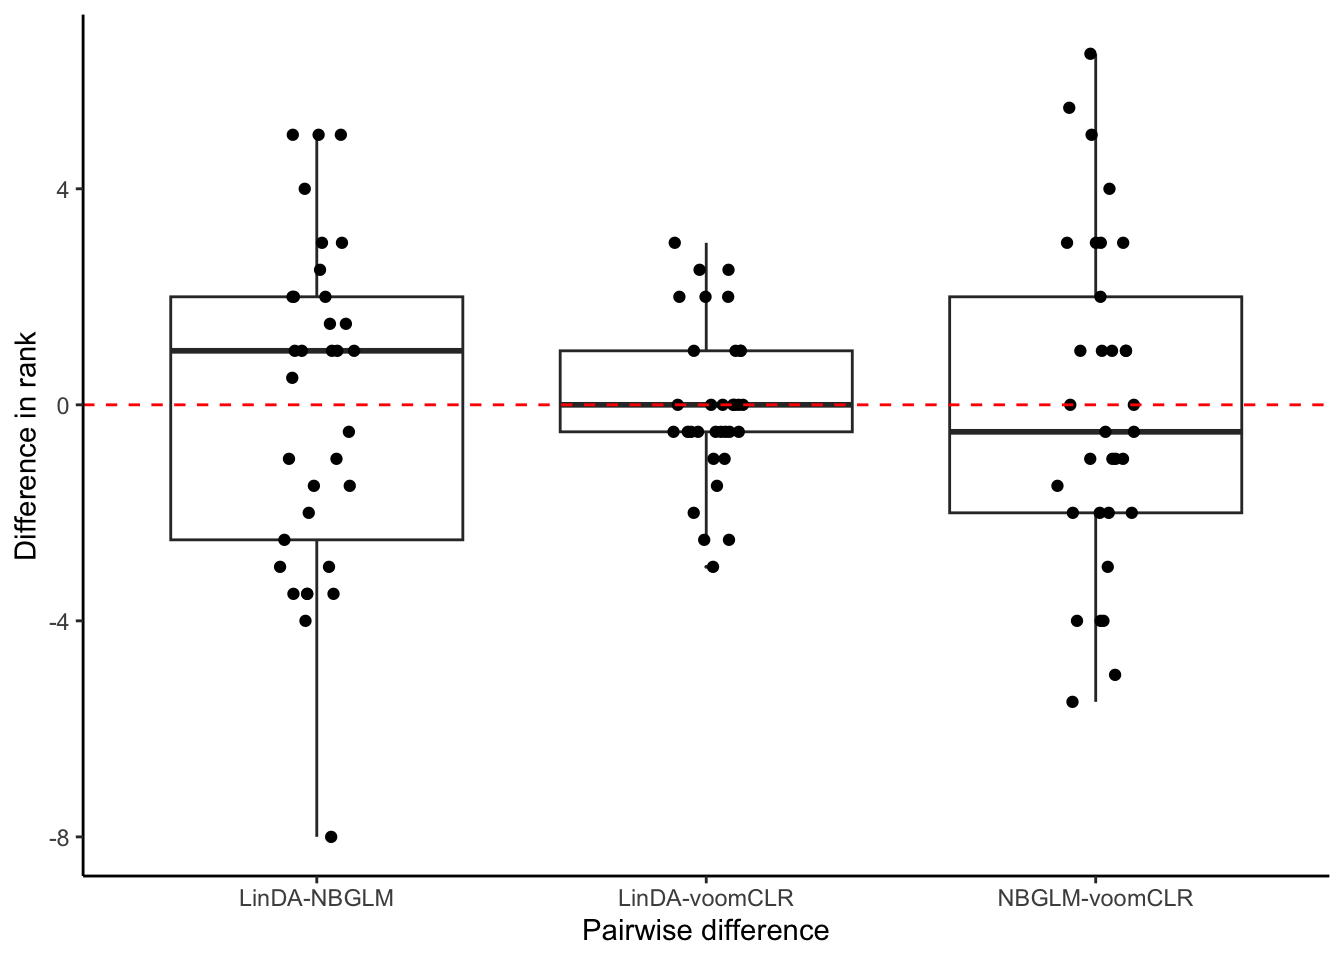 Difference in rank
4
0
-4
-8
LinDA-NBGLM
LinDA-voomCLR
NBGLM-voomCLR
Pairwise difference